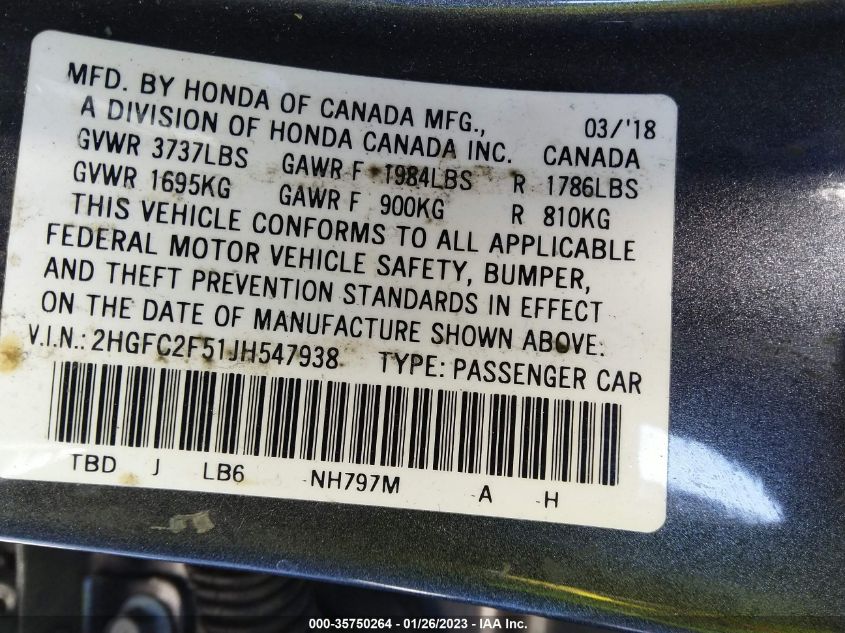 MFD. BY HONDA OF CANADA MFG., 03/'18
A DIVISION OF HONDA CANADA INC. CANADA
GVWR 3737LBS GAWR F 1984LBS R 1786LBS
GVWR 1695KG GAWR F 900KG R 810KG
THIS VEHICLE CONFORMS TO ALL APPLICABLE
FEDERAL MOTOR VEHICLE SAFETY, BUMPER,
AND THEFT PREVENTION STANDARDS IN EFFECT
ON THE DATE OF MANUFACTURE SHOWN ABOVE.
V.I.N.: 2HGFC2F51JH547938 TYPE: PASSENGER CAR
TBD J LB6 NH797M A H
000-35750264 - 01/26/2023 - IAA Inc.